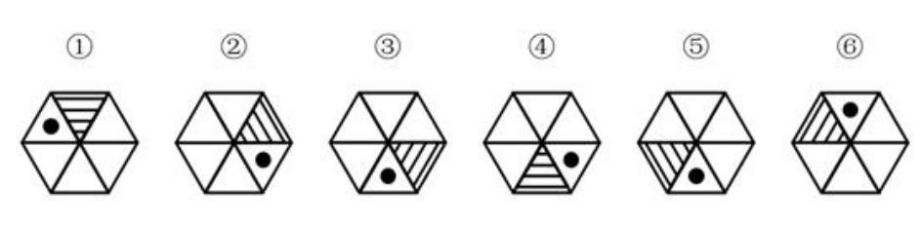 ① ② ③ ④ ⑤ ⑥